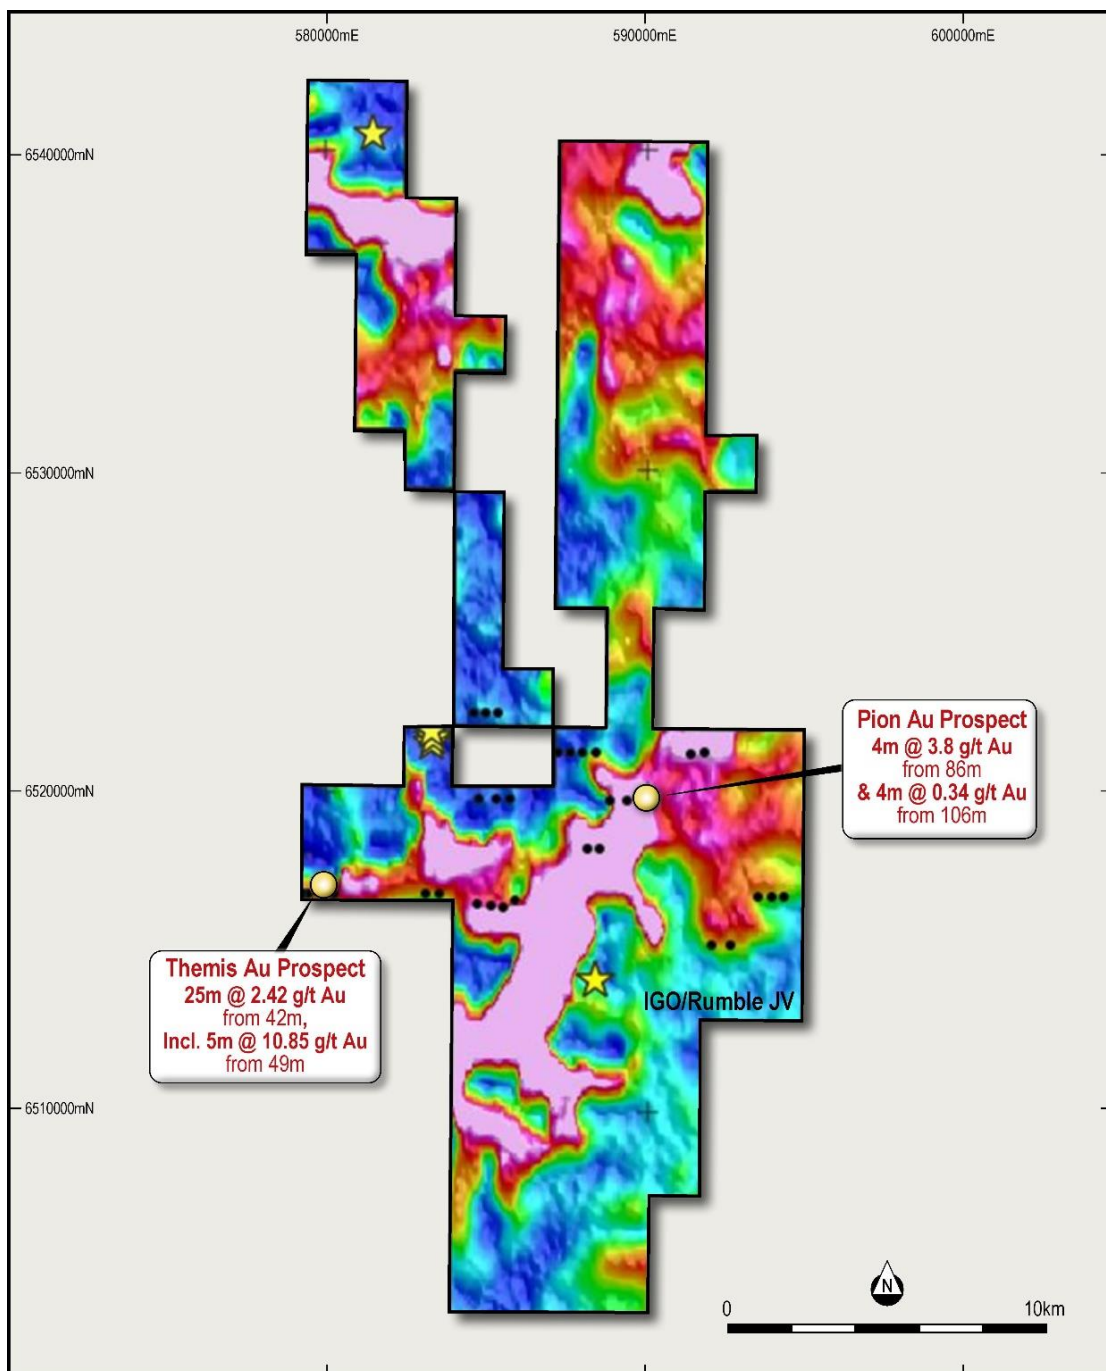 580000mE
590000mE
600000mE
6540000mN
6530000mN
Pion Au Prospect
4m @ 3.8 g/t Au
from 86m
& 4m @ 0.34 g/t Au
from 106m
6520000mN
Themis Au Prospect
25m @ 2.42 g/t Au
from 42m,
Incl. 5m @ 10.85 g/t Au
from 49m
IGO/Rumble JV
6510000mN
N
0
10km